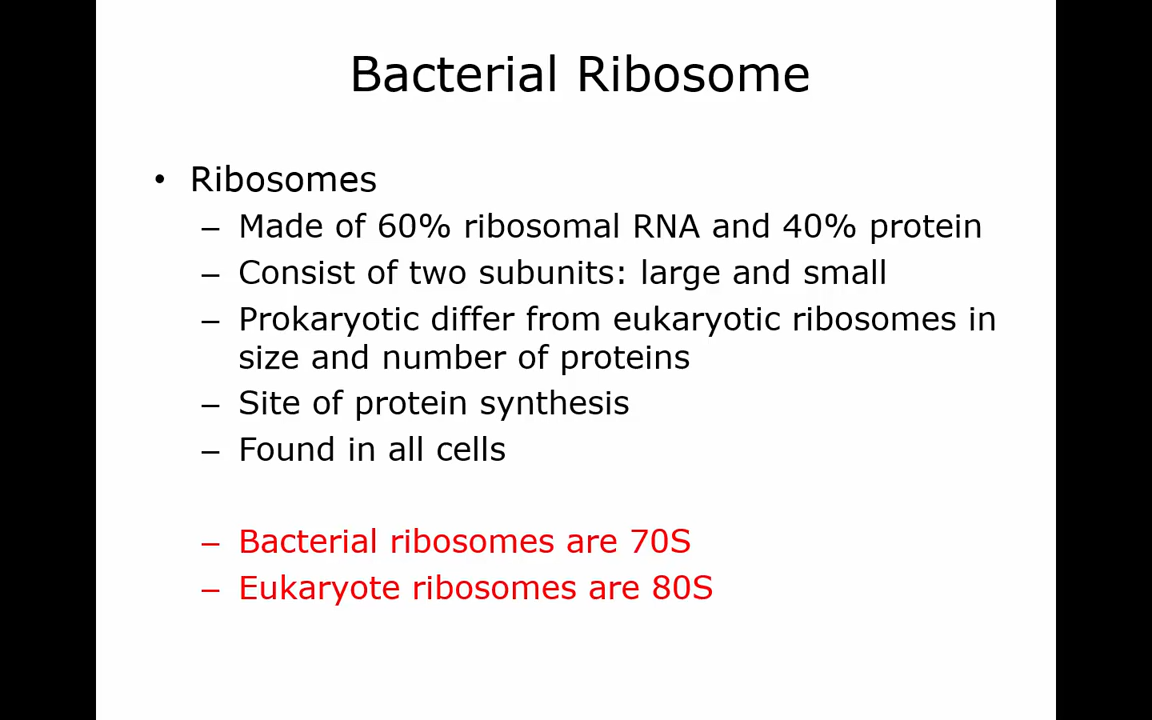 Bacterial Ribosome
• Ribosomes
– Made of 60% ribosomal RNA and 40% protein
– Consist of two subunits: large and small
– Prokaryotic differ from eukaryotic ribosomes in
size and number of proteins
– Site of protein synthesis
– Found in all cells
– Bacterial ribosomes are 70S
– Eukaryote ribosomes are 80S